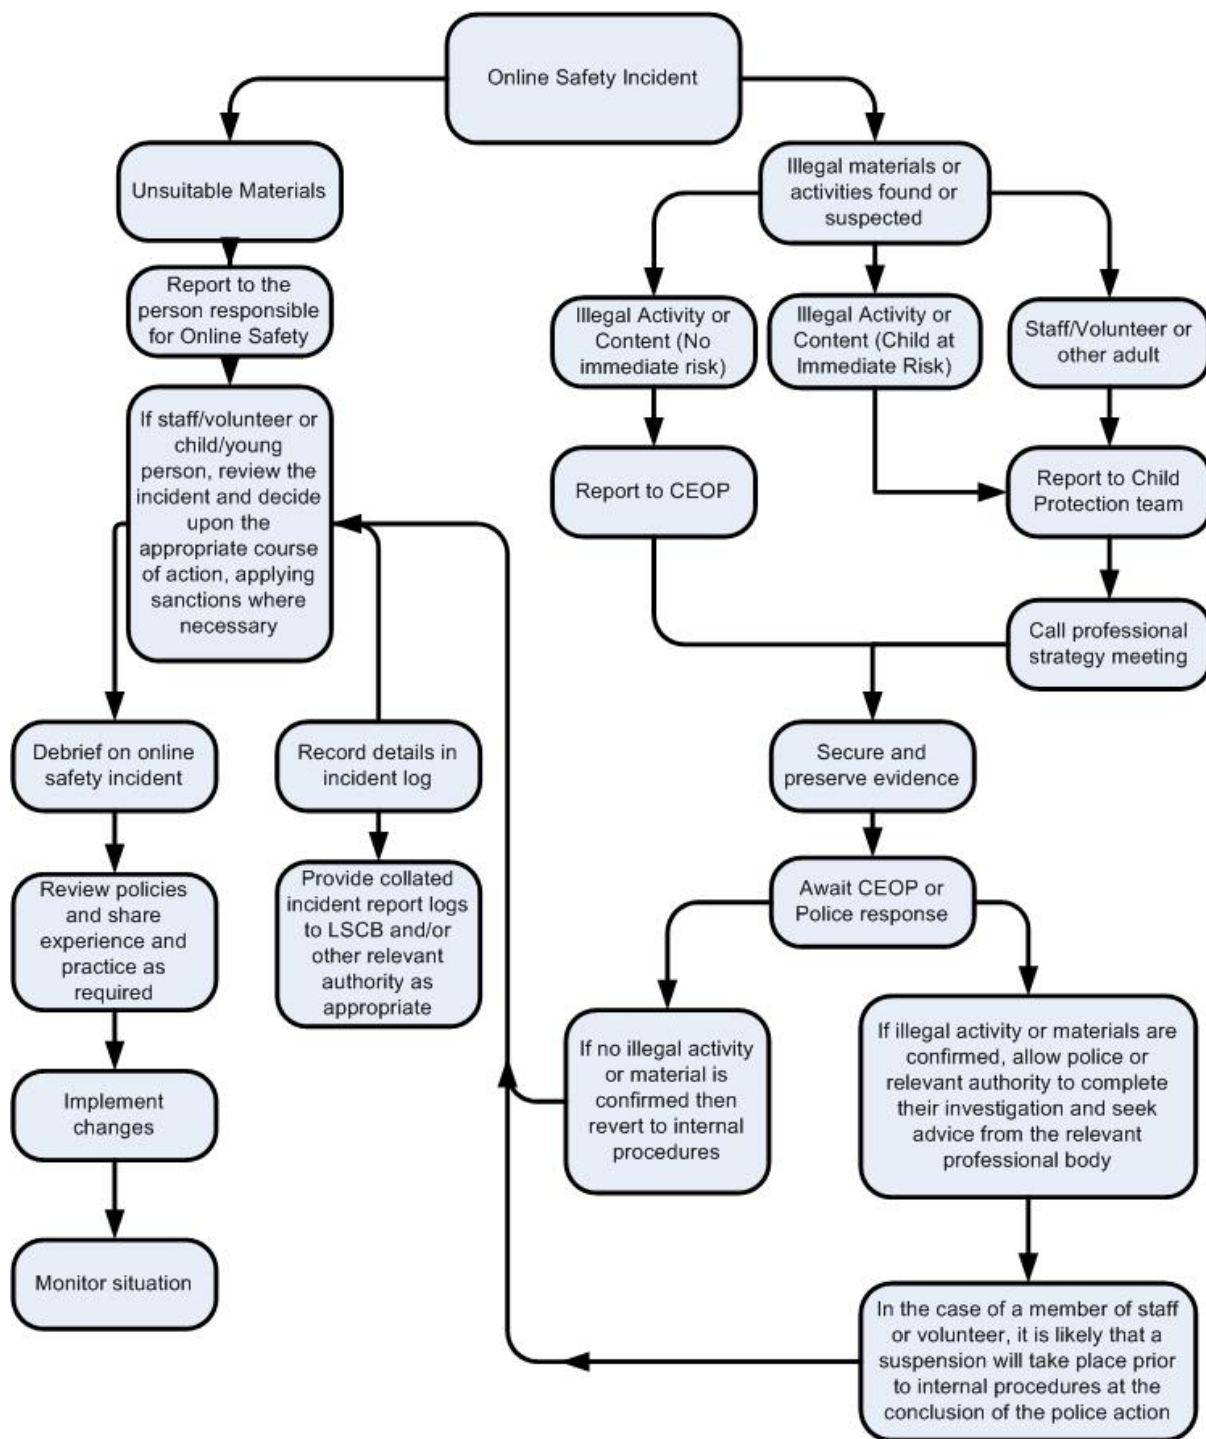 Online Safety Incident
Unsuitable Materials
Report to the
person responsible
for Online Safety
If staff/volunteer or
child/young
person, review the
incident and decide
upon the
appropriate course
of action, applying
sanctions where
necessary
Debrief on online
safety incident
Review policies
and share
experience and
practice as
required
Implement
changes
Monitor situation
Record details in
incident log
Provide collated
incident report logs
to LSCB and/or
other relevant
authority as
appropriate
Illegal materials or
activities found or
suspected
Illegal Activity or
Content (No
immediate risk)
Illegal Activity or
Content (Child at
Immediate Risk)
Staff/Volunteer or
other adult
Report to CEOP
Report to Child
Protection team
Call professional
strategy meeting
Secure and
preserve evidence
Await CEOP or
Police response
If no illegal activity
or material is
confirmed then
revert to internal
procedures
If illegal activity or materials are
confirmed, allow police or
relevant authority to complete
their investigation and seek
advice from the relevant
professional body
In the case of a member of staff
or volunteer, it is likely that a
suspension will take place prior
to internal procedures at the
conclusion of the police action